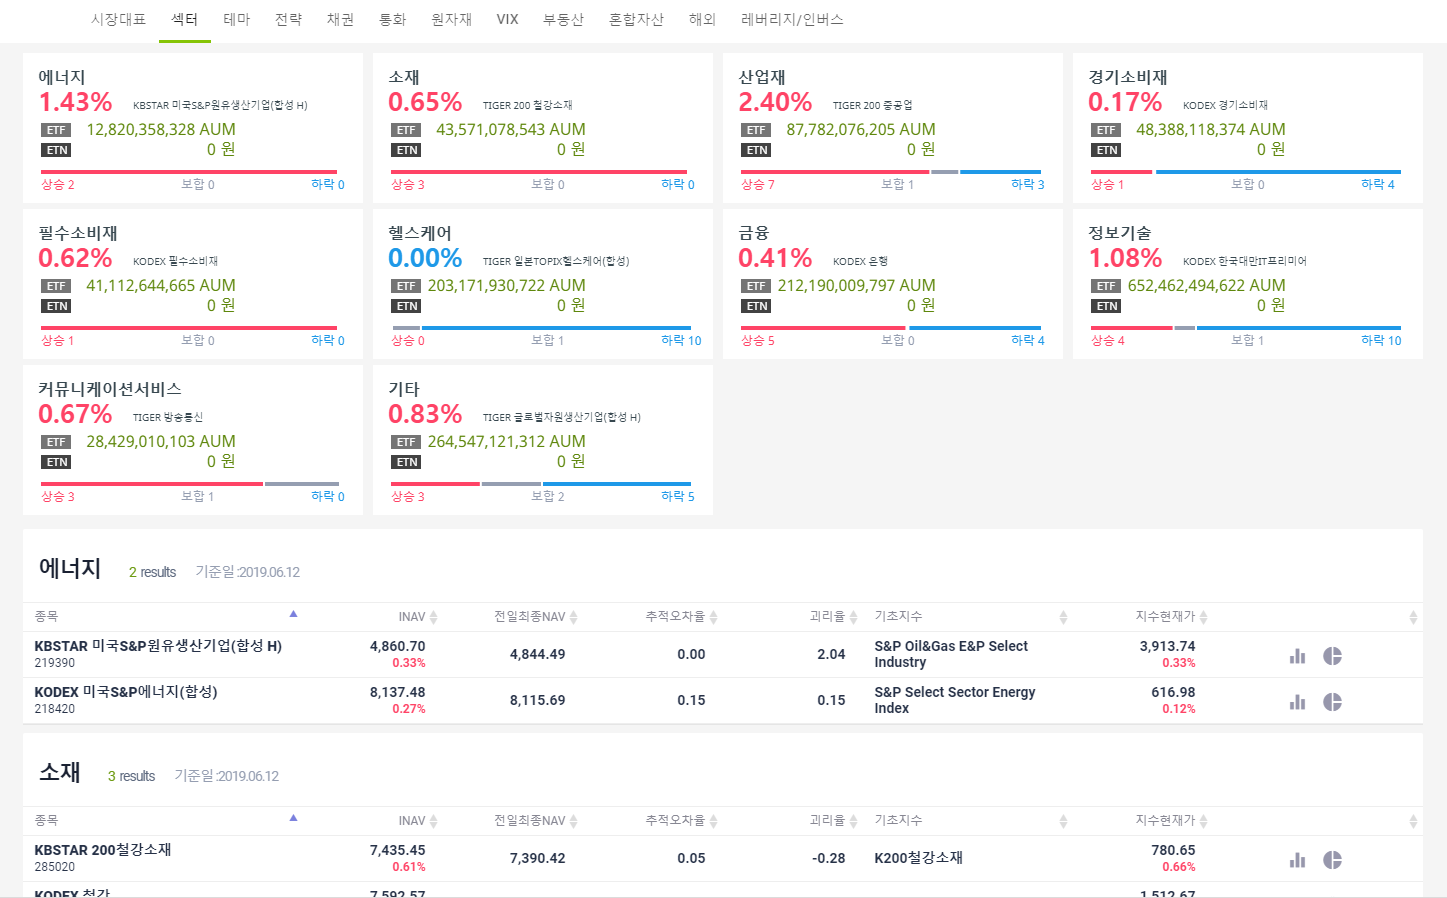 시장대표 섹터 테마 전략 채권 통화 원자재 VIX 부동산 혼합자산 해외 레버리지/인버스
에너지
1.43% KBSTAR 미국S&P원유생산기업(합성 H)
ETF 12,820,358,328 AUM
ETN 0 원
상승 2 보합 0 하락 0
소재
0.65% TIGER 200 철강소재
ETF 43,571,078,543 AUM
ETN 0 원
상승 3 보합 0 하락 0
산업재
2.40% TIGER 200 중공업
ETF 87,782,076,205 AUM
ETN 0 원
상승 7 보합 1 하락 3
경기소비재
0.17% KODEX 경기소비재
ETF 48,388,118,374 AUM
ETN 0 원
상승 1 보합 0 하락 4
필수소비재
0.62% KODEX 필수소비재
ETF 41,112,644,665 AUM
ETN 0 원
상승 1 보합 0 하락 0
헬스케어
0.00% TIGER 일본TOPIX헬스케어(합성)
ETF 203,171,930,722 AUM
ETN 0 원
상승 0 보합 1 하락 10
금융
0.41% KODEX 은행
ETF 212,190,009,797 AUM
ETN 0 원
상승 5 보합 0 하락 4
정보기술
1.08% KODEX 한국대만IT프리미어
ETF 652,462,494,622 AUM
ETN 0 원
상승 4 보합 1 하락 10
커뮤니케이션서비스
0.67% TIGER 방송통신
ETF 28,429,010,103 AUM
ETN 0 원
상승 3 보합 1 하락 0
기타
0.83% TIGER 글로벌자원생산기업(합성 H)
ETF 264,547,121,312 AUM
ETN 0 원
상승 3 보합 2 하락 5
에너지 2 results 기준일:2019.06.12
종목 INAV 전일최종NAV 추적오차율 괴리율 기초지수 지수현재가
KBSTAR 미국S&P원유생산기업(합성 H) 4,860.70 4,844.49 0.00 2.04 S&P Oil&Gas E&P Select 3,913.74
219390 0.33% Industry 0.33%
KODEX 미국S&P에너지(합성) 8,137.48 8,115.69 0.15 0.15 S&P Select Sector Energy 616.98
218420 0.27% Index 0.12%
소재 3 results 기준일:2019.06.12
종목 INAV 전일최종NAV 추적오차율 괴리율 기초지수 지수현재가
KBSTAR 200철강소재 7,435.45 7,390.42 0.05 -0.28 K200철강소재 780.65
285020 0.61% 0.66%
KODEX 철강 7,592.57 1,512.67